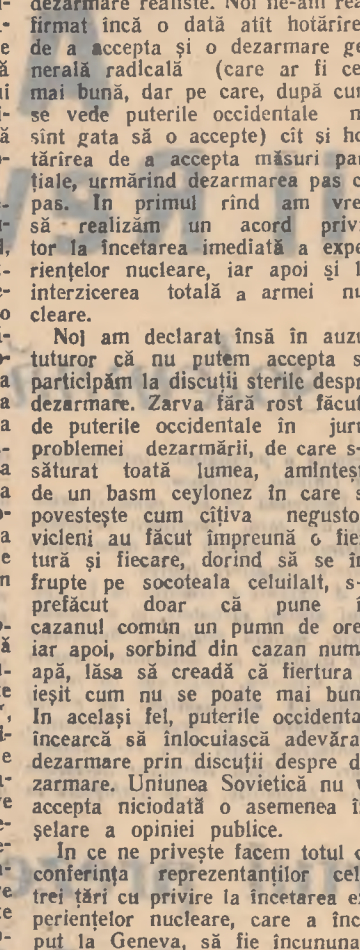 dezarmare realiste. Noi ne-am rea
firmat încă o dată atît hotărîre
de a accepta și o dezarmare ge
nerală radicală (care ar fi ce
mai bună, dar pe care, după cu
se vede puterile occidentale n
sînt gata să o accepte) cît și ho
tărîrea de a accepta măsuri par
țiale, urmărind dezarmarea pas c
pas. In primul rînd am vre
să realizăm un acord privi
tor la încetarea imediată a expe
riențelor nucleare, iar apoi și l
interzicerea totală a armei nu
cleare.
Noi am declarat însă în auzu
tuturor că nu putem accepta s
participăm la discuții sterile despr
dezarmare. Zarva fără rost făcut
de puterile occidentale în jur
problemei dezarmării, de care s-
săturat toată lumea, amintest
de un basm ceylonez în care s
povestește cum cîțiva negusto
vicleni au făcut împreună o fie
tură și fiecare, dorind să se în
frupte pe socoteala celuilalt, s-
prefăcut doar că pune î
cazanul comun un pumn de ore
iar apoi, sorbind din cazan num
apă, lăsa să creadă că fiertura
ieșit cum nu se poate mai bun
In același fel, puterile occidenta
încearcă să înlocuiască adevăra
dezarmare prin discuții despre d
zarmare. Uniunea Sovietică nu v
accepta niciodată o asemenea în
șelare a opiniei publice.
In ce ne privește facem totul c
conferința reprezentanților cel
trei țări cu privire la încetarea ex
periențelor nucleare, care a înc
put la Geneva, să fie încunun